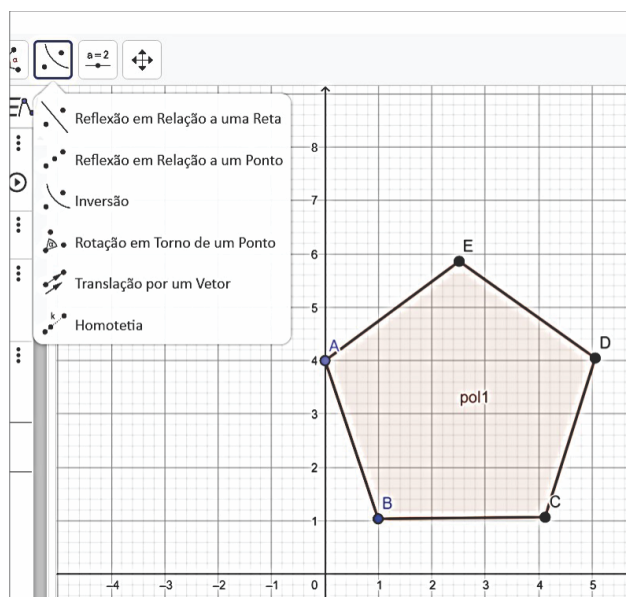 α
a=2
Reflexão em Relação a uma Reta
Reflexão em Relação a um Ponto
Inversão
α
Rotação em Torno de um Ponto
Translação por um Vetor
k
Homotetia
8
7
6
5
4
3
2
1
E
A
D
pol1
B
C
−4
−3
−2
−1
0
1
2
3
4
5